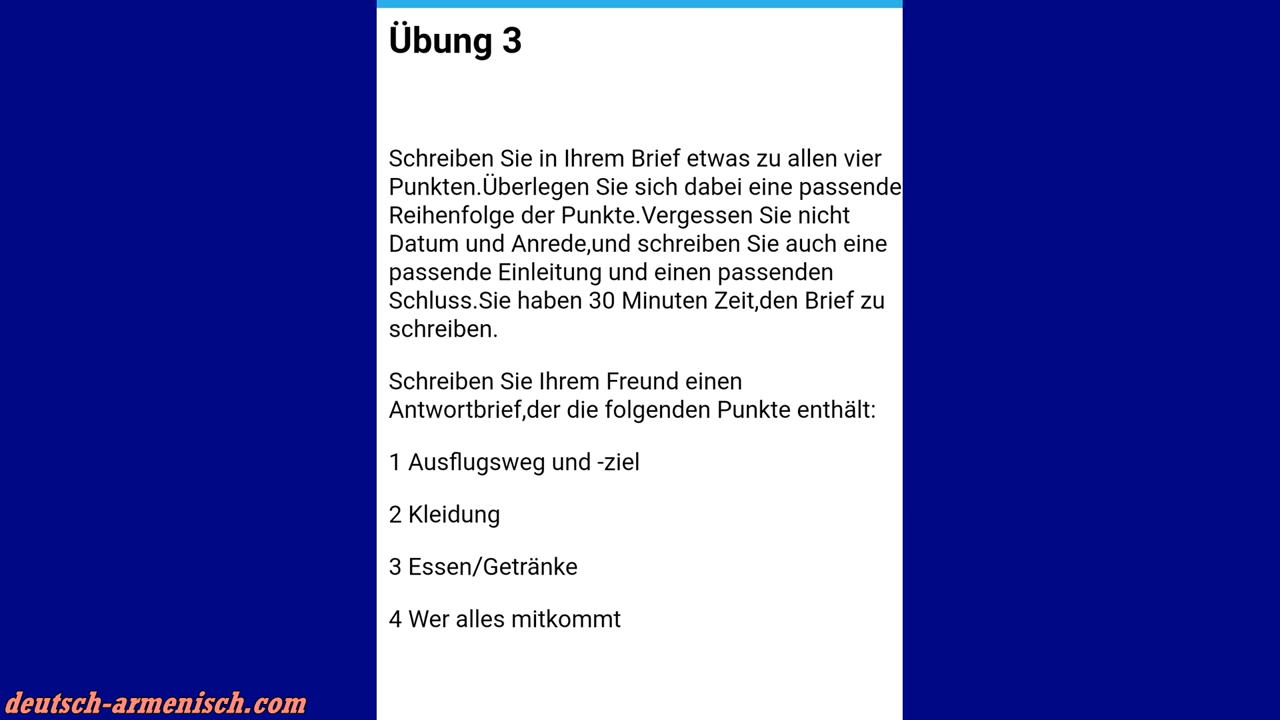 Übung 3
Schreiben Sie in Ihrem Brief etwas zu allen vier
Punkten.Überlegen Sie sich dabei eine passende
Reihenfolge der Punkte.Vergessen Sie nicht
Datum und Anrede,und schreiben Sie auch eine
passende Einleitung und einen passenden
Schluss.Sie haben 30 Minuten Zeit,den Brief zu
schreiben.
Schreiben Sie Ihrem Freund einen
Antwortbrief,der die folgenden Punkte enthält:
1 Ausflugsweg und -ziel
2 Kleidung
3 Essen/Getränke
4 Wer alles mitkommt
deutsch-armenisch.com